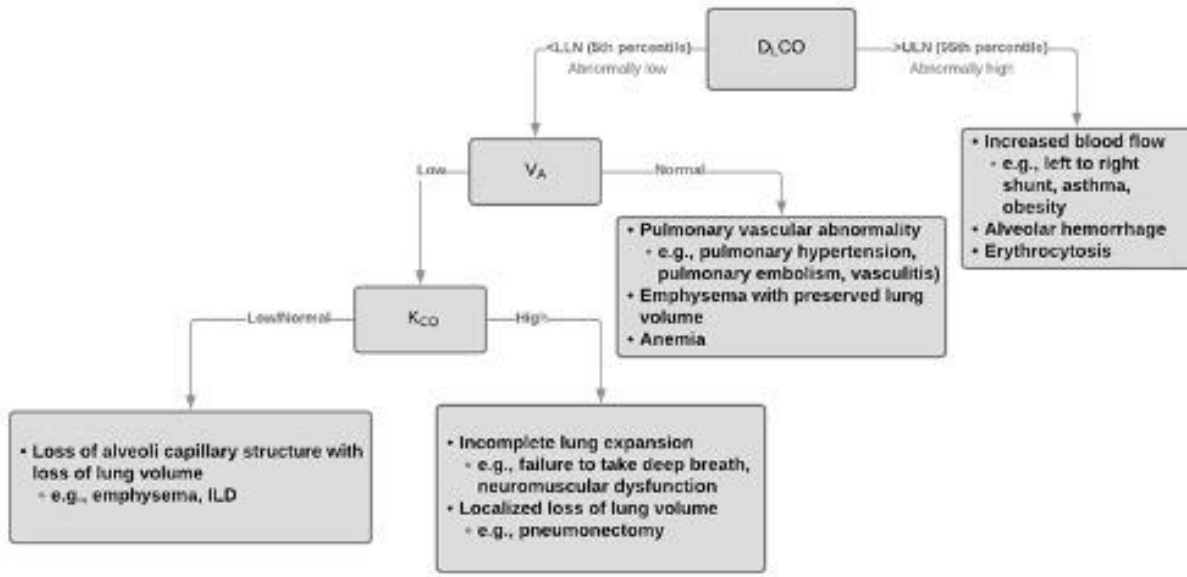 D_LCO
<LLN (5th percentile)
Abnormally low
>ULN (95th percentile)
Abnormally high
V_A
Low
Normal
• Increased blood flow
◦ e.g., left to right
shunt, asthma,
obesity
• Alveolar hemorrhage
• Erythrocytosis
• Pulmonary vascular abnormality
◦ e.g., pulmonary hypertension,
pulmonary embolism, vasculitis)
• Emphysema with preserved lung
volume
• Anemia
K_CO
Low/Normal
High
• Loss of alveoli capillary structure with
loss of lung volume
◦ e.g., emphysema, ILD
• Incomplete lung expansion
◦ e.g., failure to take deep breath,
neuromuscular dysfunction
• Localized loss of lung volume
◦ e.g., pneumonectomy